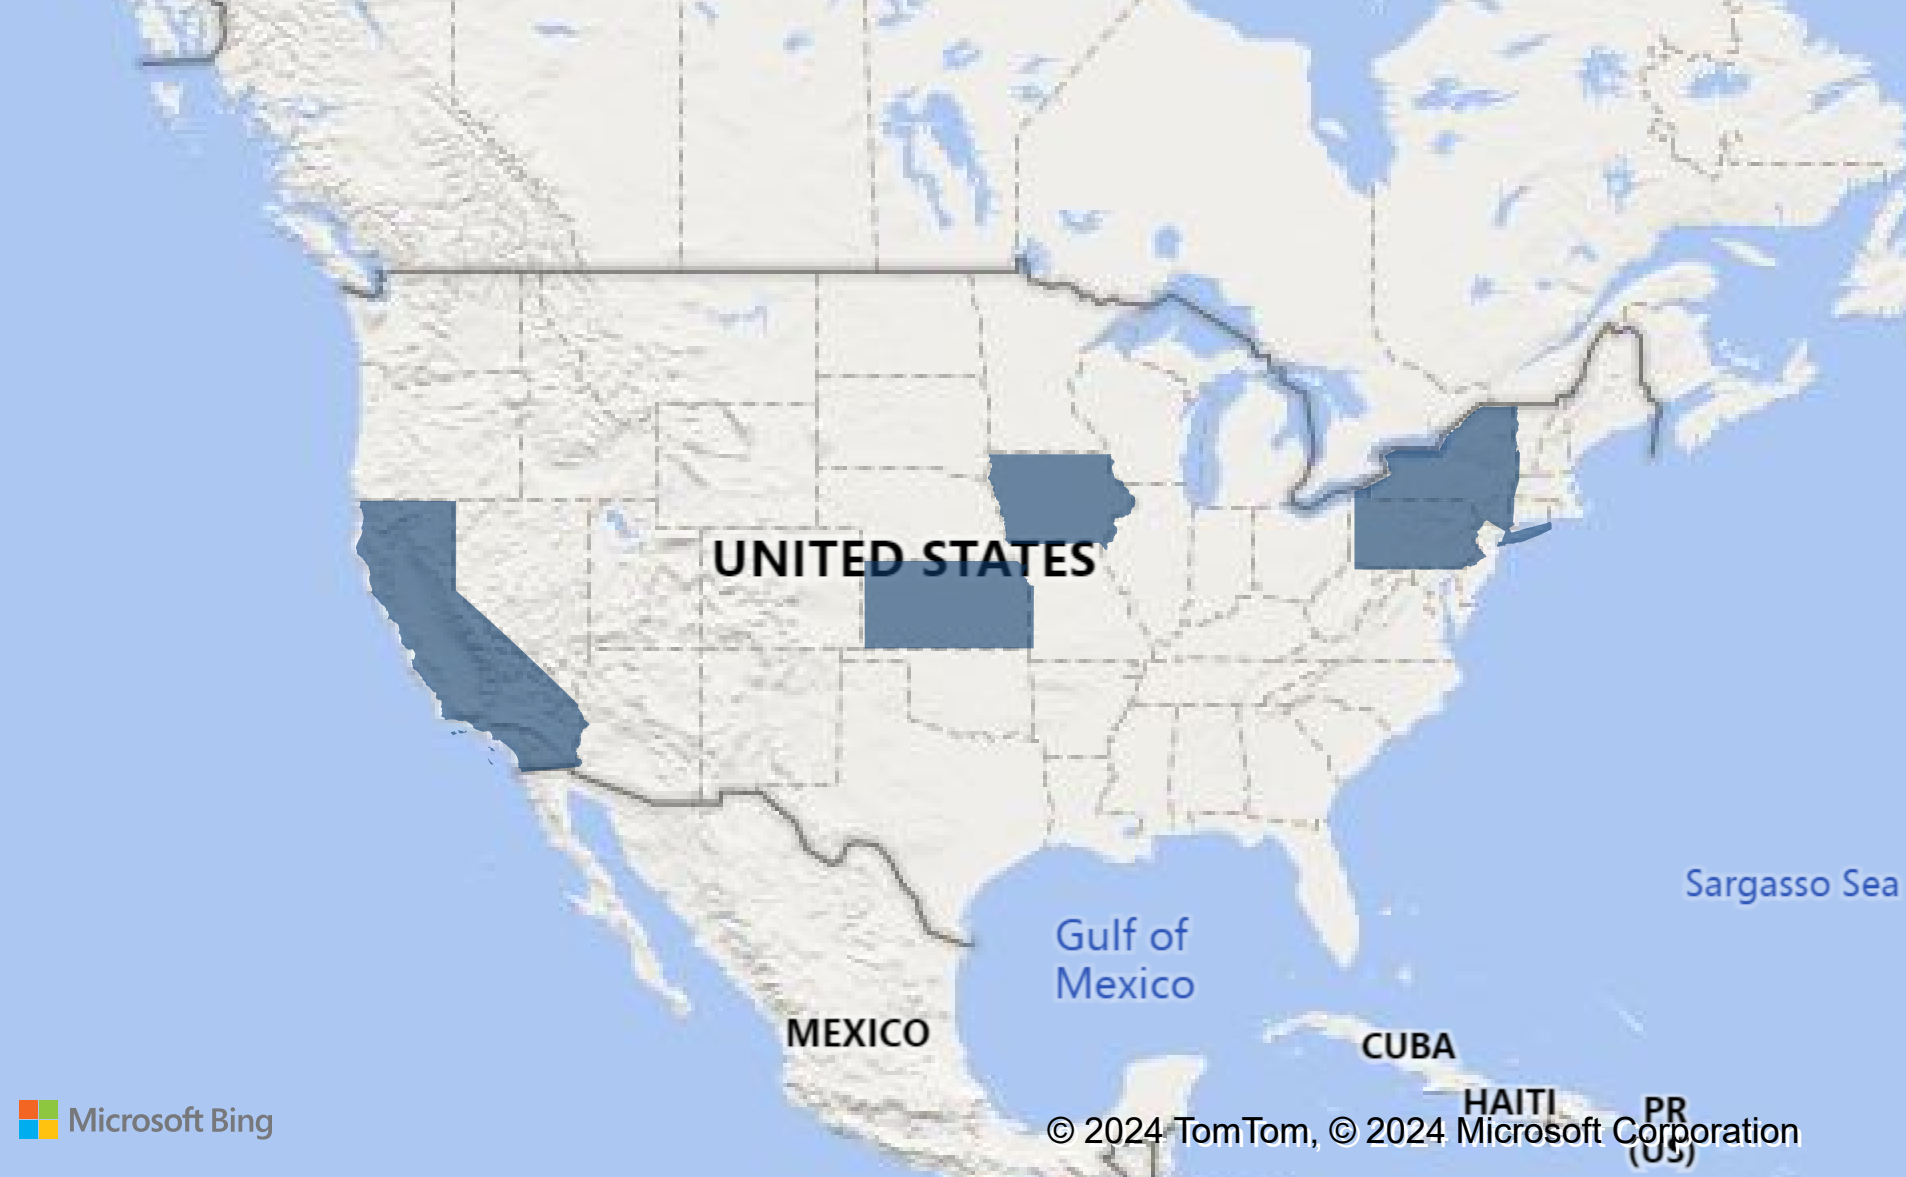 UNITED STATES
Sargasso Sea
Gulf of
Mexico
MEXICO
CUBA
HAITI
PR
(US)
Microsoft Bing
© 2024 TomTom, © 2024 Microsoft Corporation